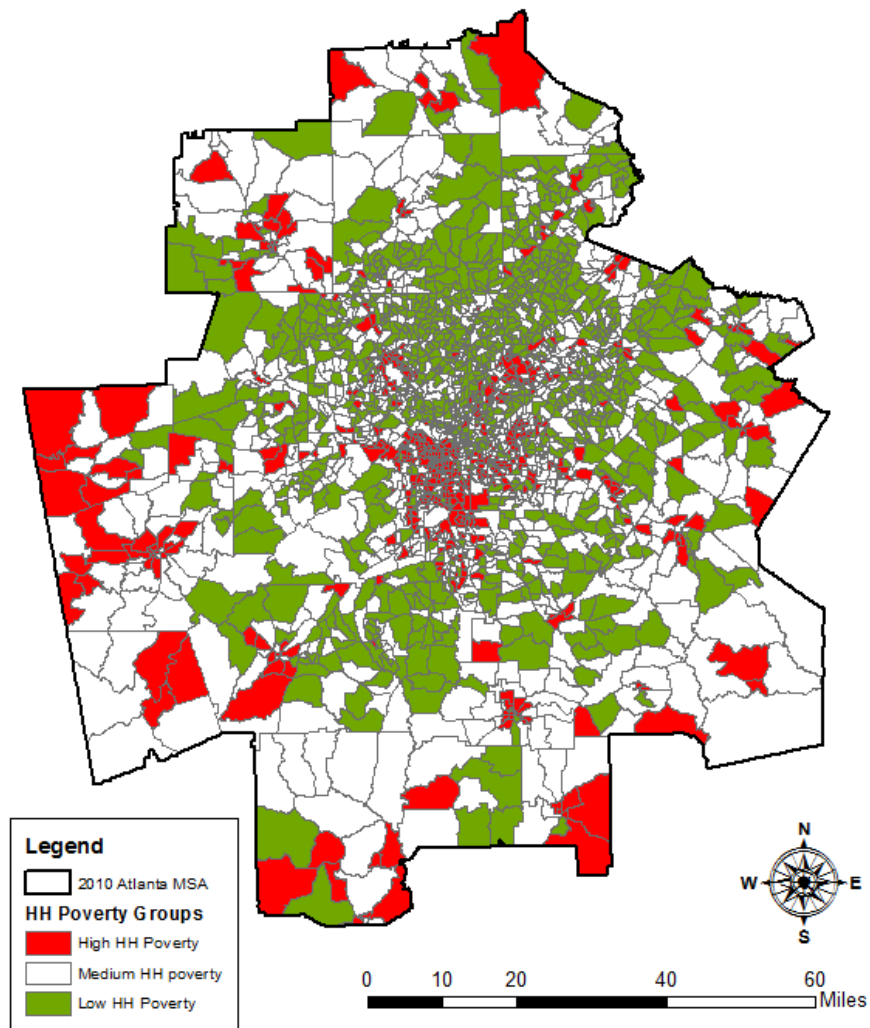 Legend
2010 Atlanta MSA
HH Poverty Groups
High HH Poverty
Medium HH poverty
Low HH Poverty
N
W E
S
0 10 20 40 60
Miles